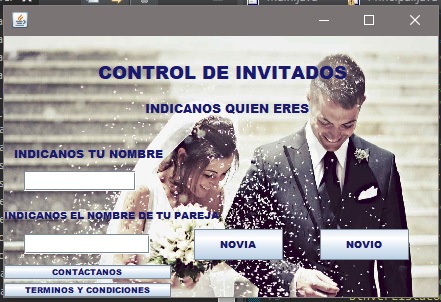 CONTROL DE INVITADOS
INDICANOS QUIEN ERES
INDICANOS TU NOMBRE
INDICANOS EL NOMBRE DE TU PAREJA
NOVIA
NOVIO
CONTÁCTANOS
TERMINOS Y CONDICIONES